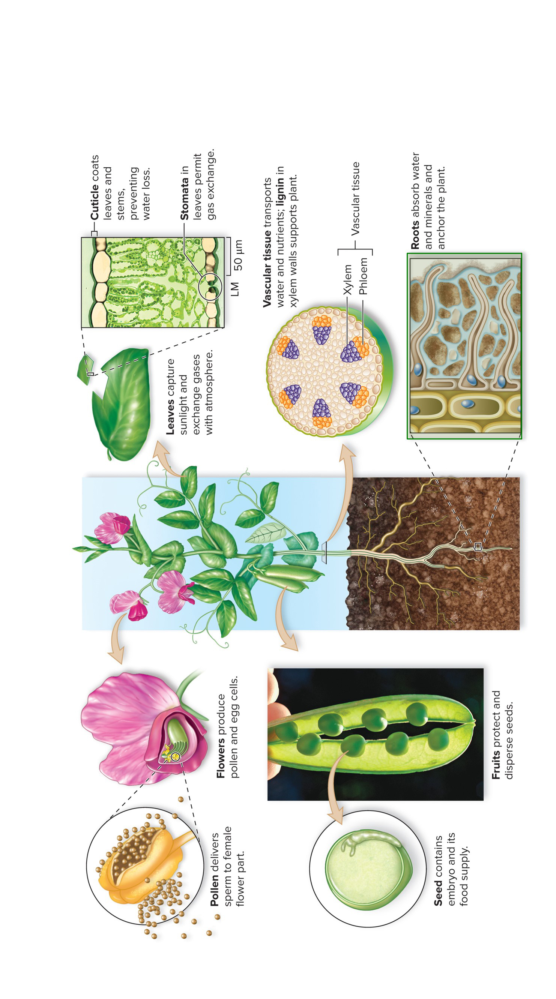 Pollen delivers
sperm to female
flower part.
Flowers produce
pollen and egg cells.
Leaves capture
sunlight and
exchange gases
with atmosphere.
Cuticle coats
leaves and
stems,
preventing
water loss.
Stomata in
leaves permit
gas exchange.
LM
50 μm
Seed contains
embryo and its
food supply.
Fruits protect and
disperse seeds.
Vascular tissue transports
water and nutrients; lignin in
xylem walls supports plant.
Xylem
Phloem
Vascular tissue
Roots absorb water
and minerals and
anchor the plant.